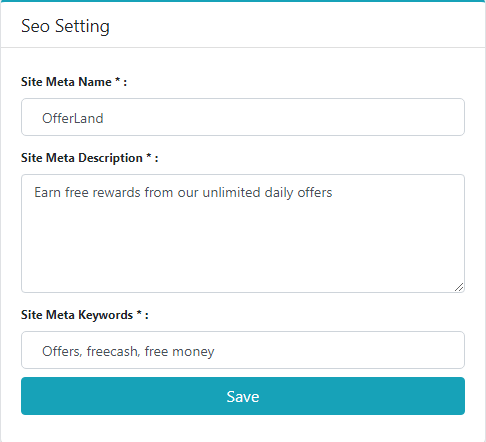 Seo Setting
Site Meta Name * :
OfferLand
Site Meta Description * :
Earn free rewards from our unlimited daily offers
Site Meta Keywords * :
Offers, freecash, free money
Save